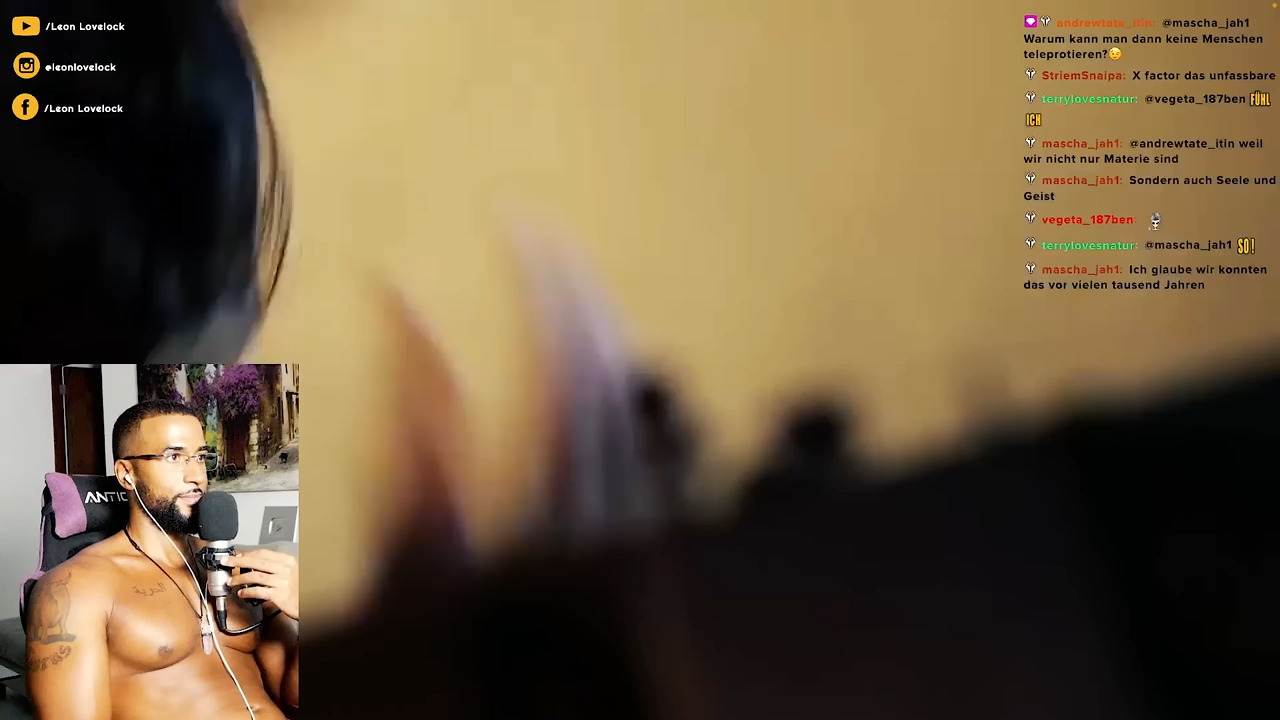 /Leon Lovelock
@leonlovelock
/Leon Lovelock
andrewtate_itin: @mascha_jah1
Warum kann man dann keine Menschen
teleprotieren?
StriemSnaipa: X factor das unfassbare
terrylovesnatur: @vegeta_187ben FÜHL
ICH
mascha_jah1: @andrewtate_itin weil
wir nicht nur Materie sind
mascha_jah1: Sondern auch Seele und
Geist
vegeta_187ben:
terrylovesnatur: @mascha_jah1 SO!
mascha_jah1: Ich glaube wir konnten
das vor vielen tausend Jahren
ANTIC
الحرية